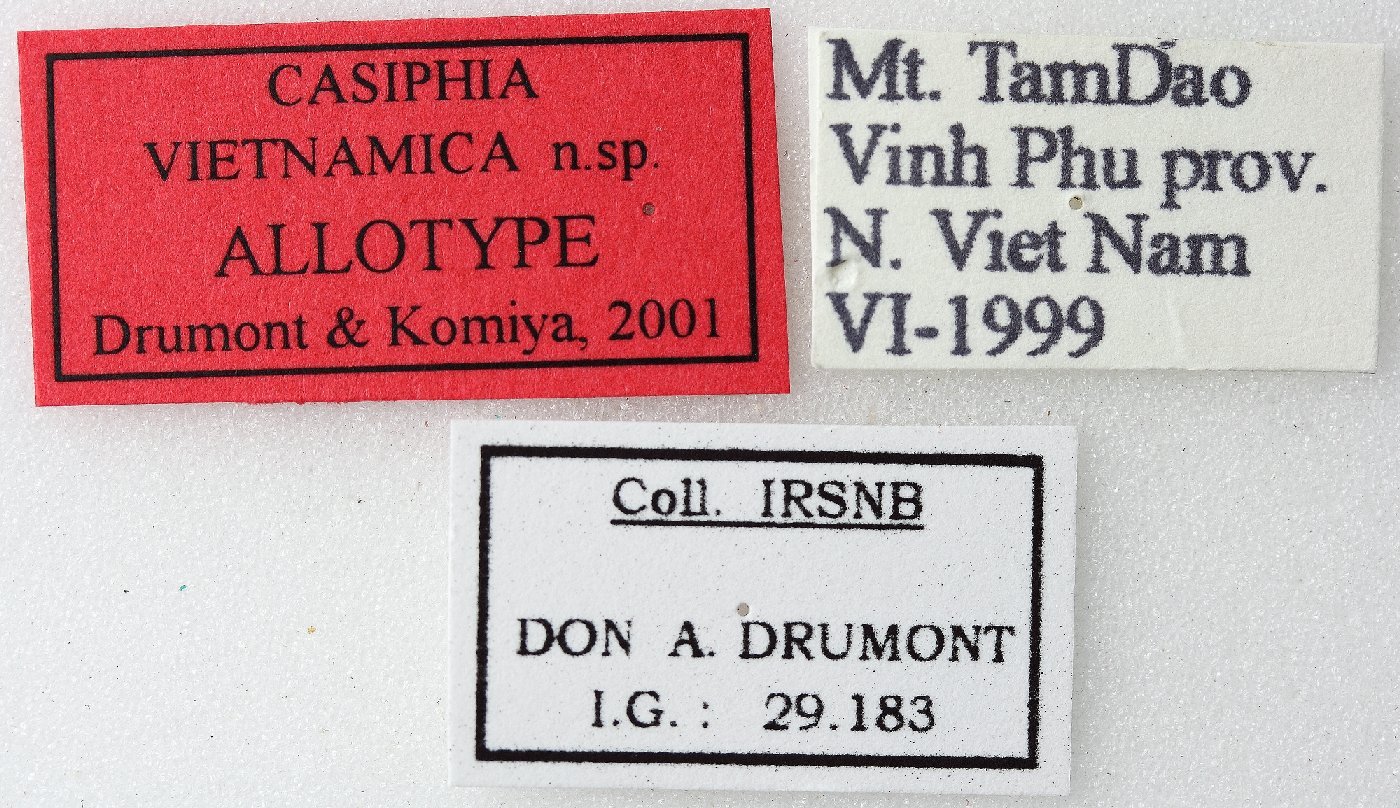 CASIPHIA
VIETNAMICA n.sp.
ALLOTYPE
Drumont & Komiya, 2001
Mt. TamDao
Vinh Phu prov.
N. Viet Nam
VI-1999
Coll. IRSNB
DON A. DRUMONT
I.G. : 29.183